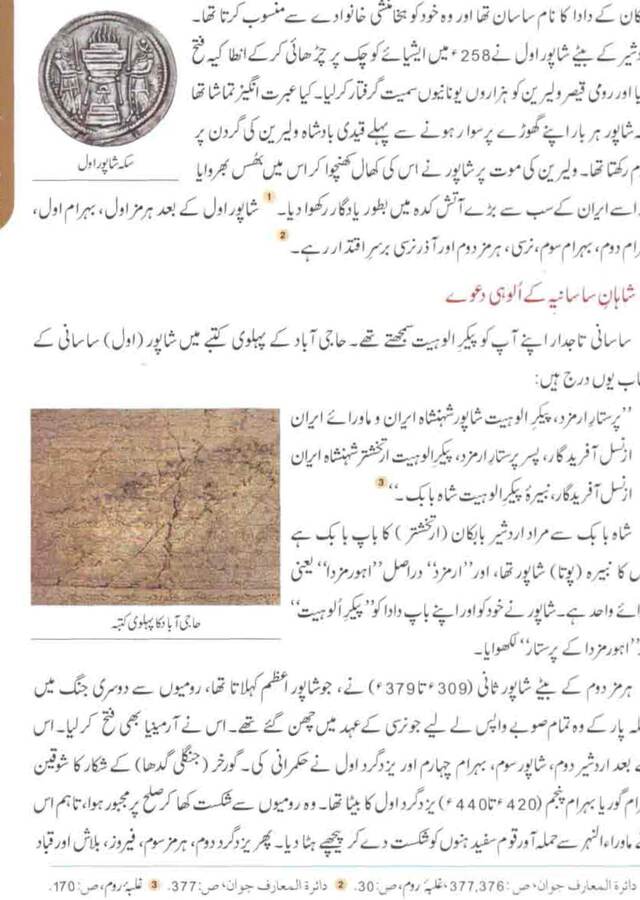 کان کے دادا کا نام ساسان تھا اور وہ خود کو ہخامنشی خانوادے سے منسوب کرتا تھا۔
کے بیٹے شاپور اول نے 258ء میں ایشیائے کوچک پر چڑھائی کر کے انطاکیہ فتح
یا اور رومی قیصر ولیرین کو ہزاروں یونانیوں سمیت گرفتار کر لیا۔ کیا عبرت انگیز تماشا تھا
شاپور ہر بار اپنے گھوڑے پر سوار ہونے سے پہلے قیدی بادشاہ ولیرین کی گردن پر
رکھتا تھا۔ ولیرین کی موت پر شاپور نے اس کی کھال کھنچوا کر اس میں بھس بھروایا
اسے ایران کے سب سے بڑے آتش کدہ میں بطور یادگار رکھوا دیا۔ 1 شاپور اول کے بعد ہرمز اول، بہرام اول،
رام دوم، بہرام سوم، نرسی، ہرمز دوم اور آذر نرسی برسرِ اقتدار رہے۔ 2
سکہ شاپور اول
شاہانِ ساسانیہ کے اُلوہی دعوے
ساسانی تاجدار اپنے آپ کو پیکرِ الوہیت سمجھتے تھے۔ حاجی آباد کے پہلوی کتبے میں شاپور (اول) ساسانی کے
اب یوں درج ہیں:
”پرستارِ ارمزد، پیکرِ الوہیت شاپور شہنشاہ ایران و ماورائے ایران
از نسل آفریدگار، پسر پرستارِ ارمزد، پیکرِ الوہیت ارتخشتر شہنشاہ ایران
از نسل آفریدگار، نبیرۂ پیکرِ الوہیت شاہ بابک۔“ 3
شاہ بابک سے مراد اردشیر بابکان (ارتخشتر) کا باپ بابک ہے
س کا نبیرہ (پوتا) شاپور تھا، اور ”ارمزد“ دراصل ”اہورمزدا“ یعنی
ائے واحد ہے۔ شاپور نے خود کو اور اپنے باپ دادا کو ”پیکرِ اُلوہیت“
”اہورمزدا کے پرستار“ لکھوایا۔
حاجی آباد کا پہلوی کتبہ
ہرمز دوم کے بیٹے شاپور ثانی (309ء تا 379ء) نے، جو شاپور اعظم کہلاتا تھا، رومیوں سے دوسری جنگ میں
لہ پار کے وہ تمام صوبے واپس لے لیے جو نرسی کے عہد میں چھن گئے تھے۔ اس نے آرمینیا بھی فتح کر لیا۔ اس
بعد اردشیر دوم، شاپور سوم، بہرام چہارم اور یزدگرد اول نے حکمرانی کی۔ گورخر (جنگلی گدھا) کے شکار کا شوقین
رام گور یا بہرام پنجم (420ء تا 440ء) یزدگرد اول کا بیٹا تھا۔ وہ رومیوں سے شکست کھا کر صلح پر مجبور ہوا، تاہم اس
ماوراء النہر سے حملہ آور قوم سفید ہنوں کو شکست دے کر پیچھے ہٹا دیا۔ پھر یزدگرد دوم، ہرمز سوم، فیروز، بلاش اور قباد
دائرۃ المعارف جوان، ص: 377,376، غلبۂ روم، ص: 30. 2 دائرۃ المعارف جوان، ص: 377. 3 غلبۂ روم، ص: 170.